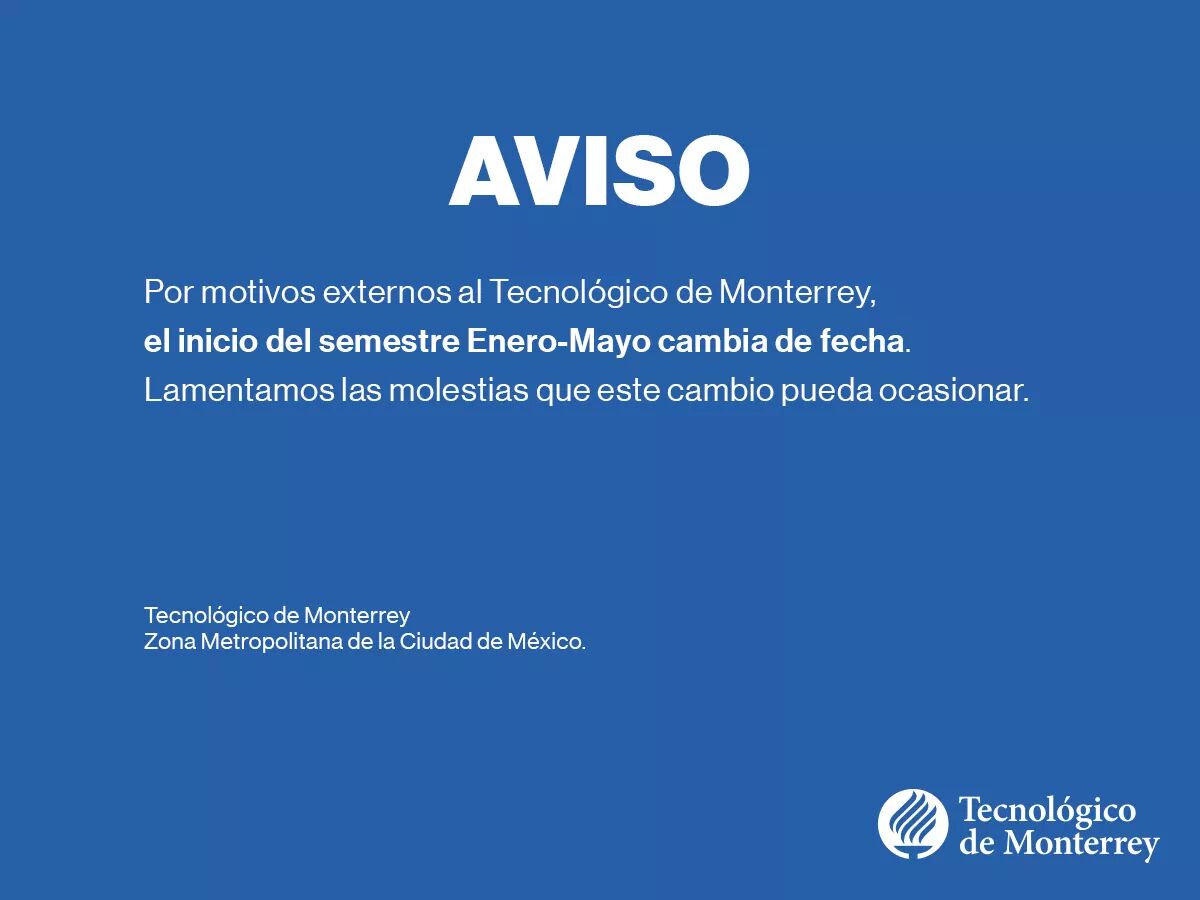 AVISO
Por motivos externos al Tecnológico de Monterrey,
el inicio del semestre Enero-Mayo cambia de fecha.
Lamentamos las molestias que este cambio pueda ocasionar.
Tecnológico de Monterrey
Zona Metropolitana de la Ciudad de México.
Tecnológico
de Monterrey